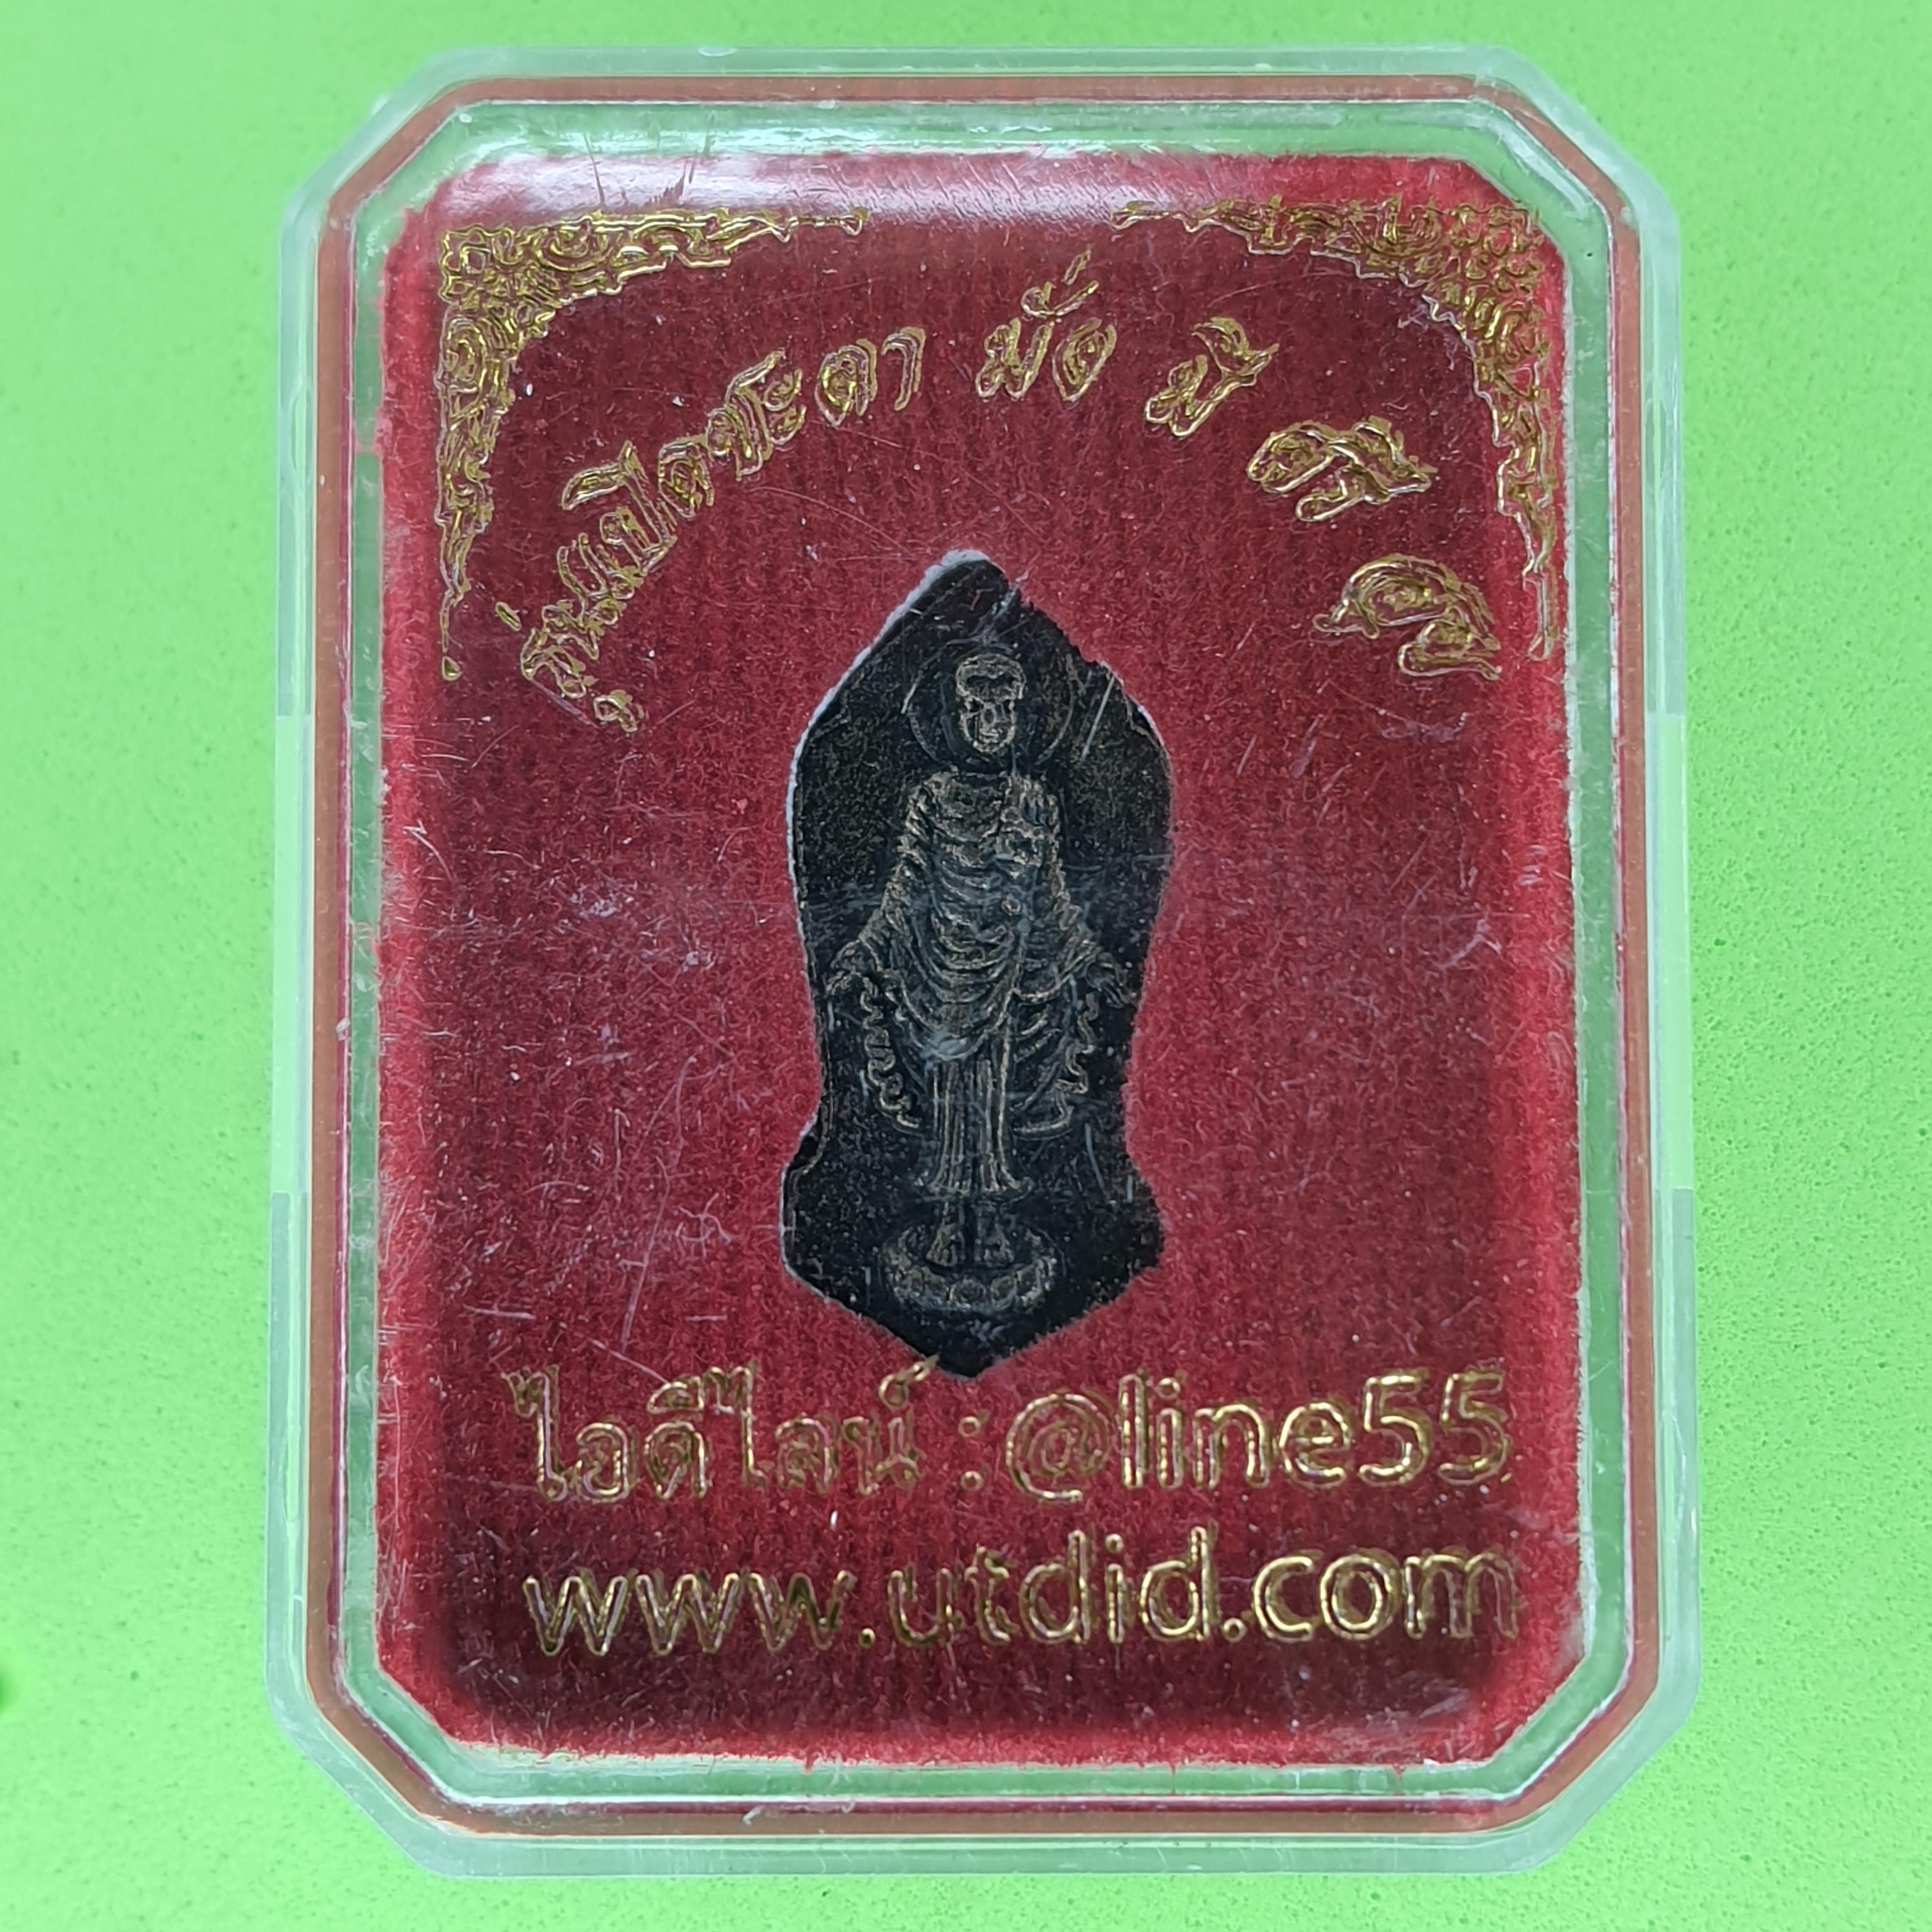 รุ่นเปิดชะตา มั่ง มี ศรี สุข
ไอดีไลน์ : @line55
www.utdid.com